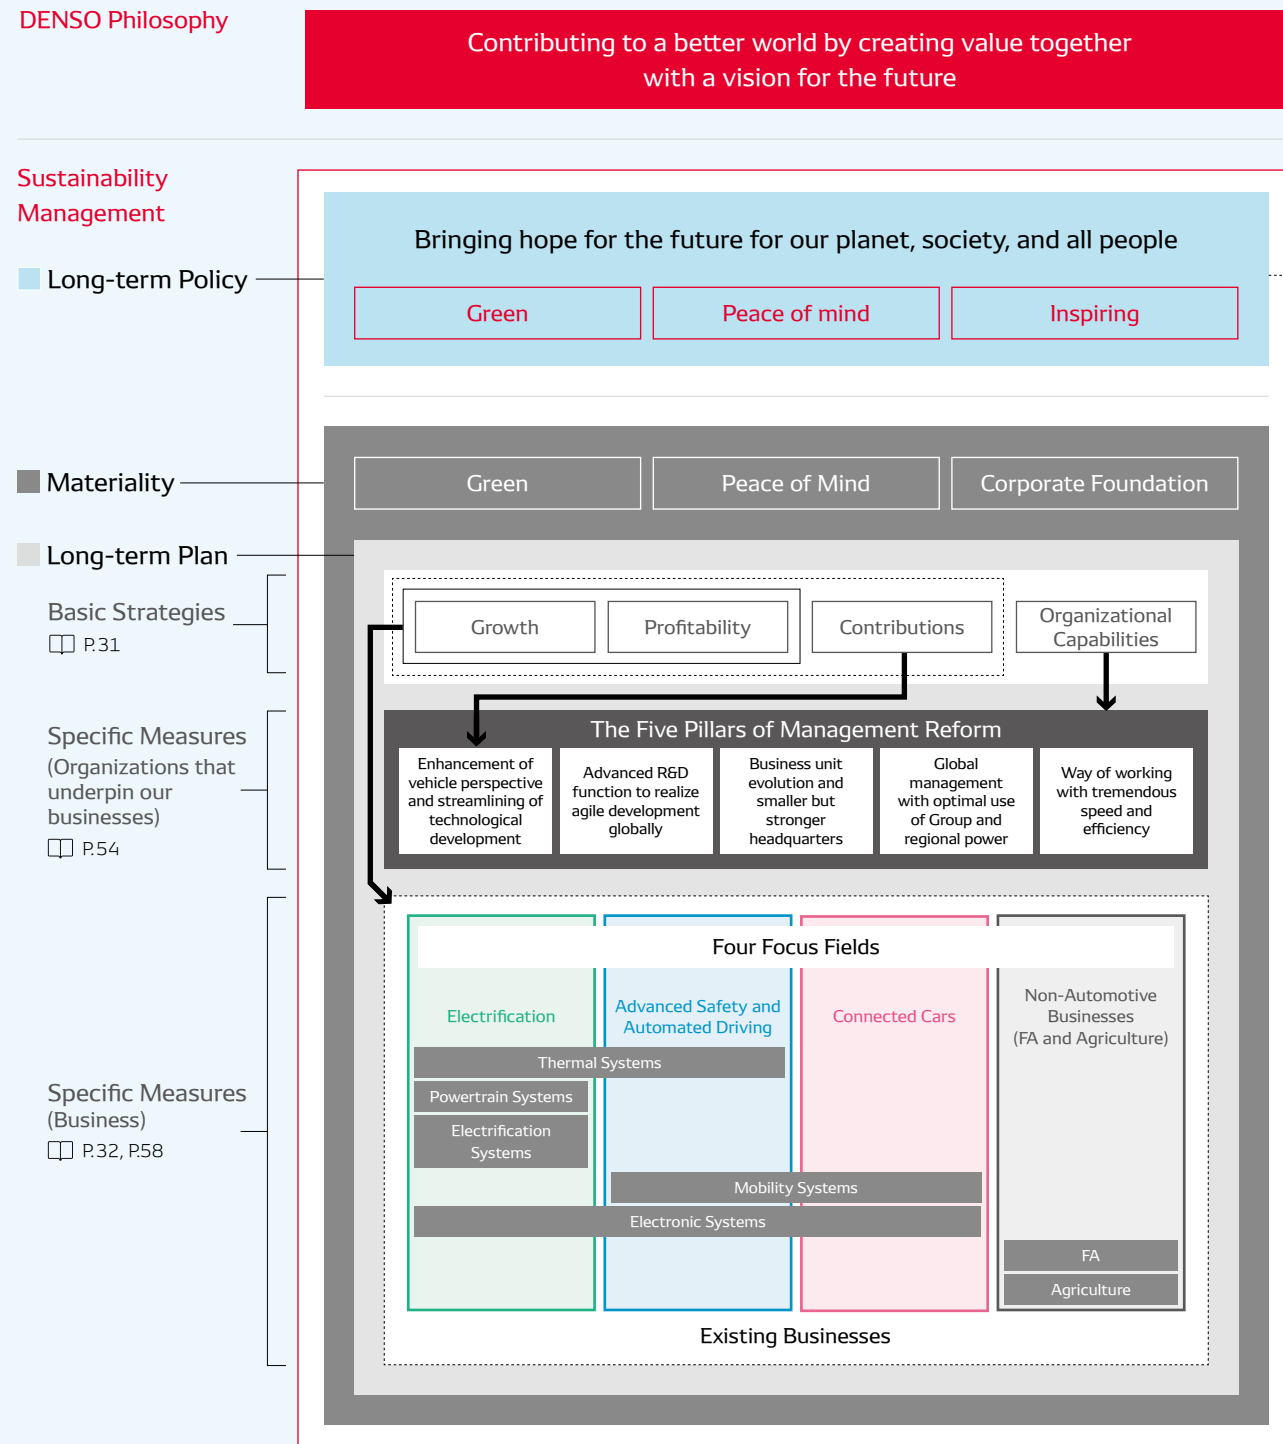 DENSO Philosophy
Contributing to a better world by creating value together
with a vision for the future
Sustainability
Management
Long-term Policy
Bringing hope for the future for our planet, society, and all people
Green
Peace of mind
Inspiring
Materiality
Green
Peace of Mind
Corporate Foundation
Long-term Plan
Basic Strategies
P.31
Growth
Profitability
Contributions
Organizational
Capabilities
Specific Measures
(Organizations that
underpin our
businesses)
P.54
The Five Pillars of Management Reform
Enhancement of
vehicle perspective
and streamlining of
technological
development
Advanced R&D
function to realize
agile development
globally
Business unit
evolution and
smaller but
stronger
headquarters
Global
management
with optimal use
of Group and
regional power
Way of working
with tremendous
speed and
efficiency
Specific Measures
(Business)
P.32, P.58
Four Focus Fields
Electrification
Advanced Safety and
Automated Driving
Connected Cars
Non-Automotive
Businesses
(FA and Agriculture)
Thermal Systems
Powertrain Systems
Electrification
Systems
Mobility Systems
Electronic Systems
FA
Agriculture
Existing Businesses